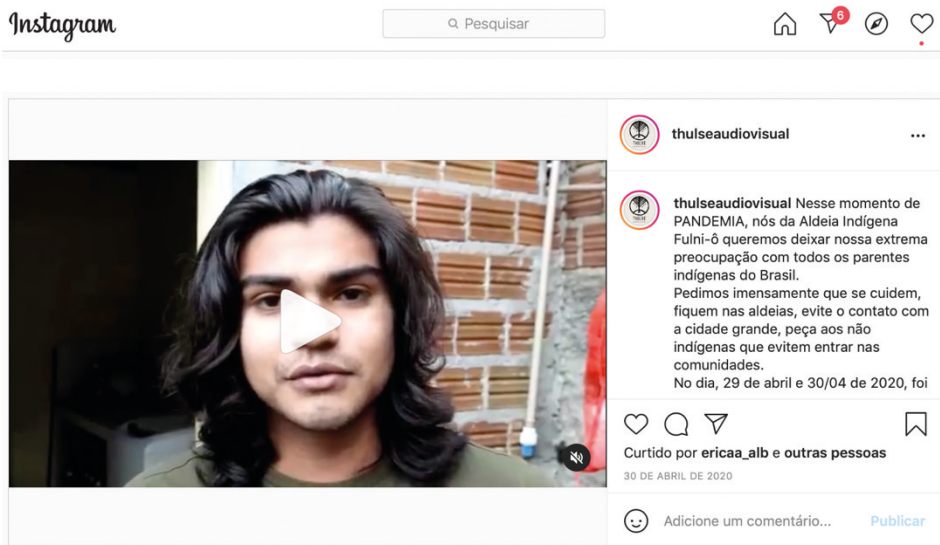 Instagram
Pesquisar
6
thulseaudiovisual
thulseaudiovisual Nesse momento de
PANDEMIA, nós da Aldeia Indígena
Fulni-ô queremos deixar nossa extrema
preocupação com todos os parentes
indígenas do Brasil.
Pedimos imensamente que se cuidem,
fiquem nas aldeias, evite o contato com
a cidade grande, peça aos não
indígenas que evitem entrar nas
comunidades.
No dia, 29 de abril e 30/04 de 2020, foi
Curtido por ericaa_alb e outras pessoas
30 DE ABRIL DE 2020
Adicione um comentário...
Publicar